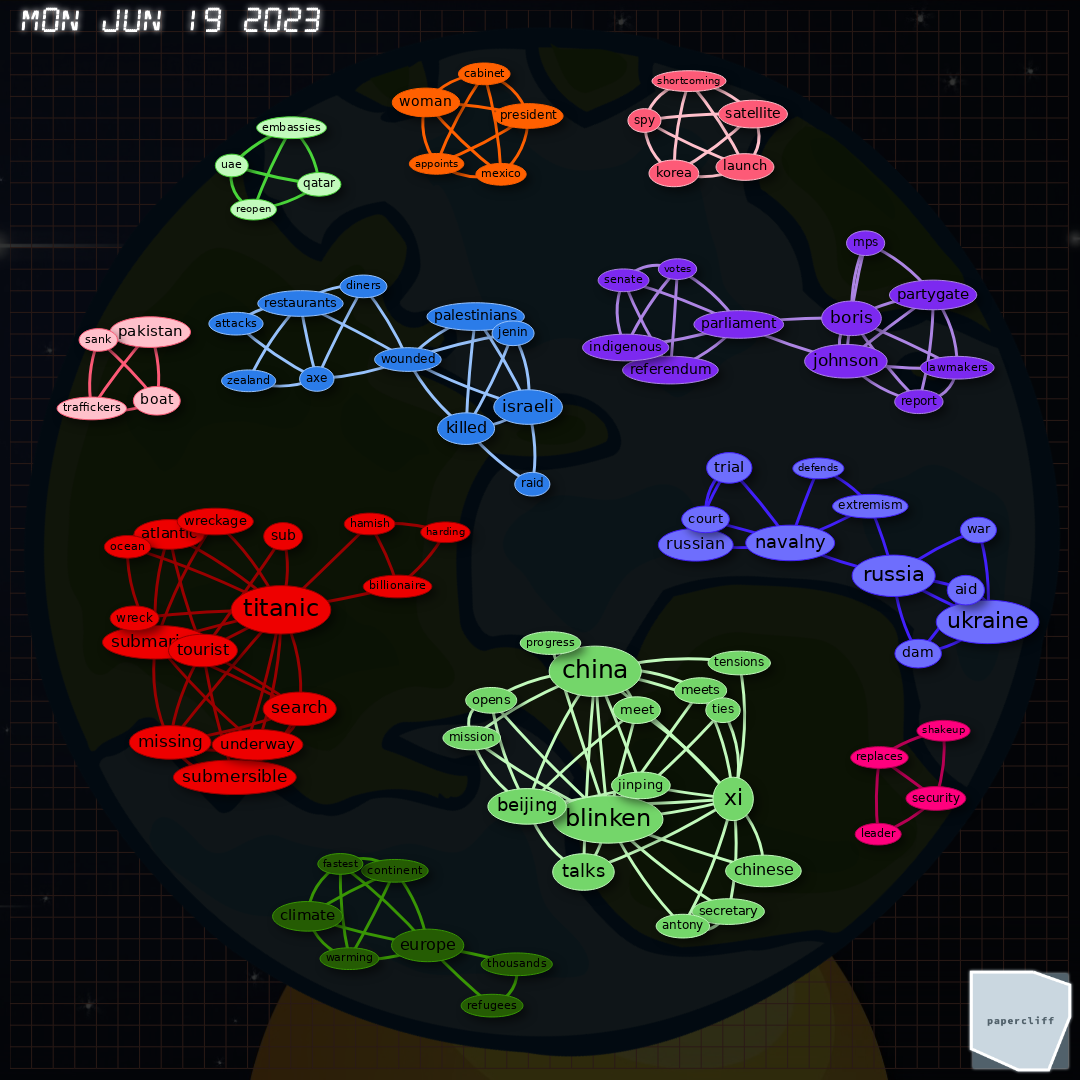 MON JUN 19 2023
cabinet
woman
president
appoints
mexico
shortcoming
spy
satellite
korea
launch
embassies
uae
qatar
reopen
mps
partygate
boris
johnson
lawmakers
report
senate
votes
parliament
indigenous
referendum
diners
restaurants
attacks
zealand
axe
wounded
palestinians
jenin
israeli
killed
raid
sank
pakistan
traffickers
boat
trial
defends
court
extremism
russian
navalny
war
russia
aid
ukraine
dam
wreckage
atlantic
ocean
sub
hamish
harding
billionaire
titanic
wreck
tourist
search
missing
underway
submersible
progress
china
tensions
opens
meets
meet
ties
mission
jinping
beijing
blinken
xi
talks
chinese
secretary
antony
shakeup
replaces
security
leader
fastest
continent
climate
europe
warming
thousands
refugees
papercliff